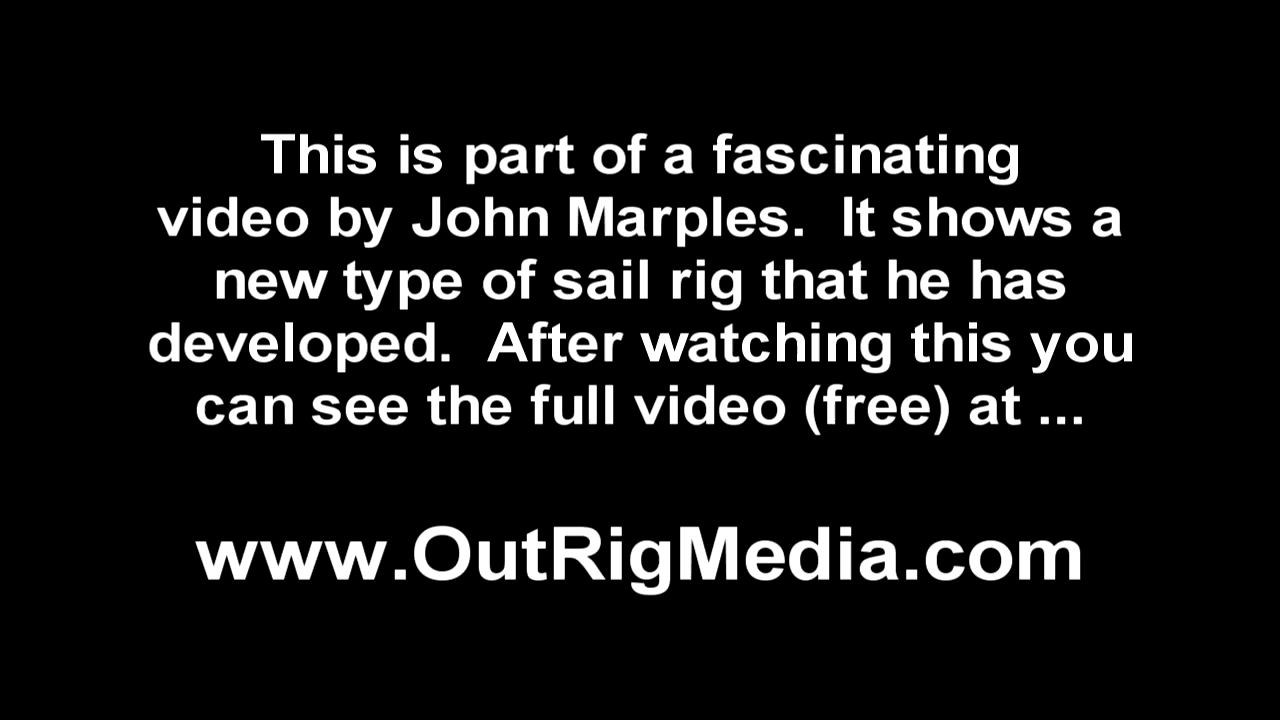 This is part of a fascinating
video by John Marples.  It shows a
new type of sail rig that he has
developed.  After watching this you
can see the full video (free) at ...
www.OutRigMedia.com